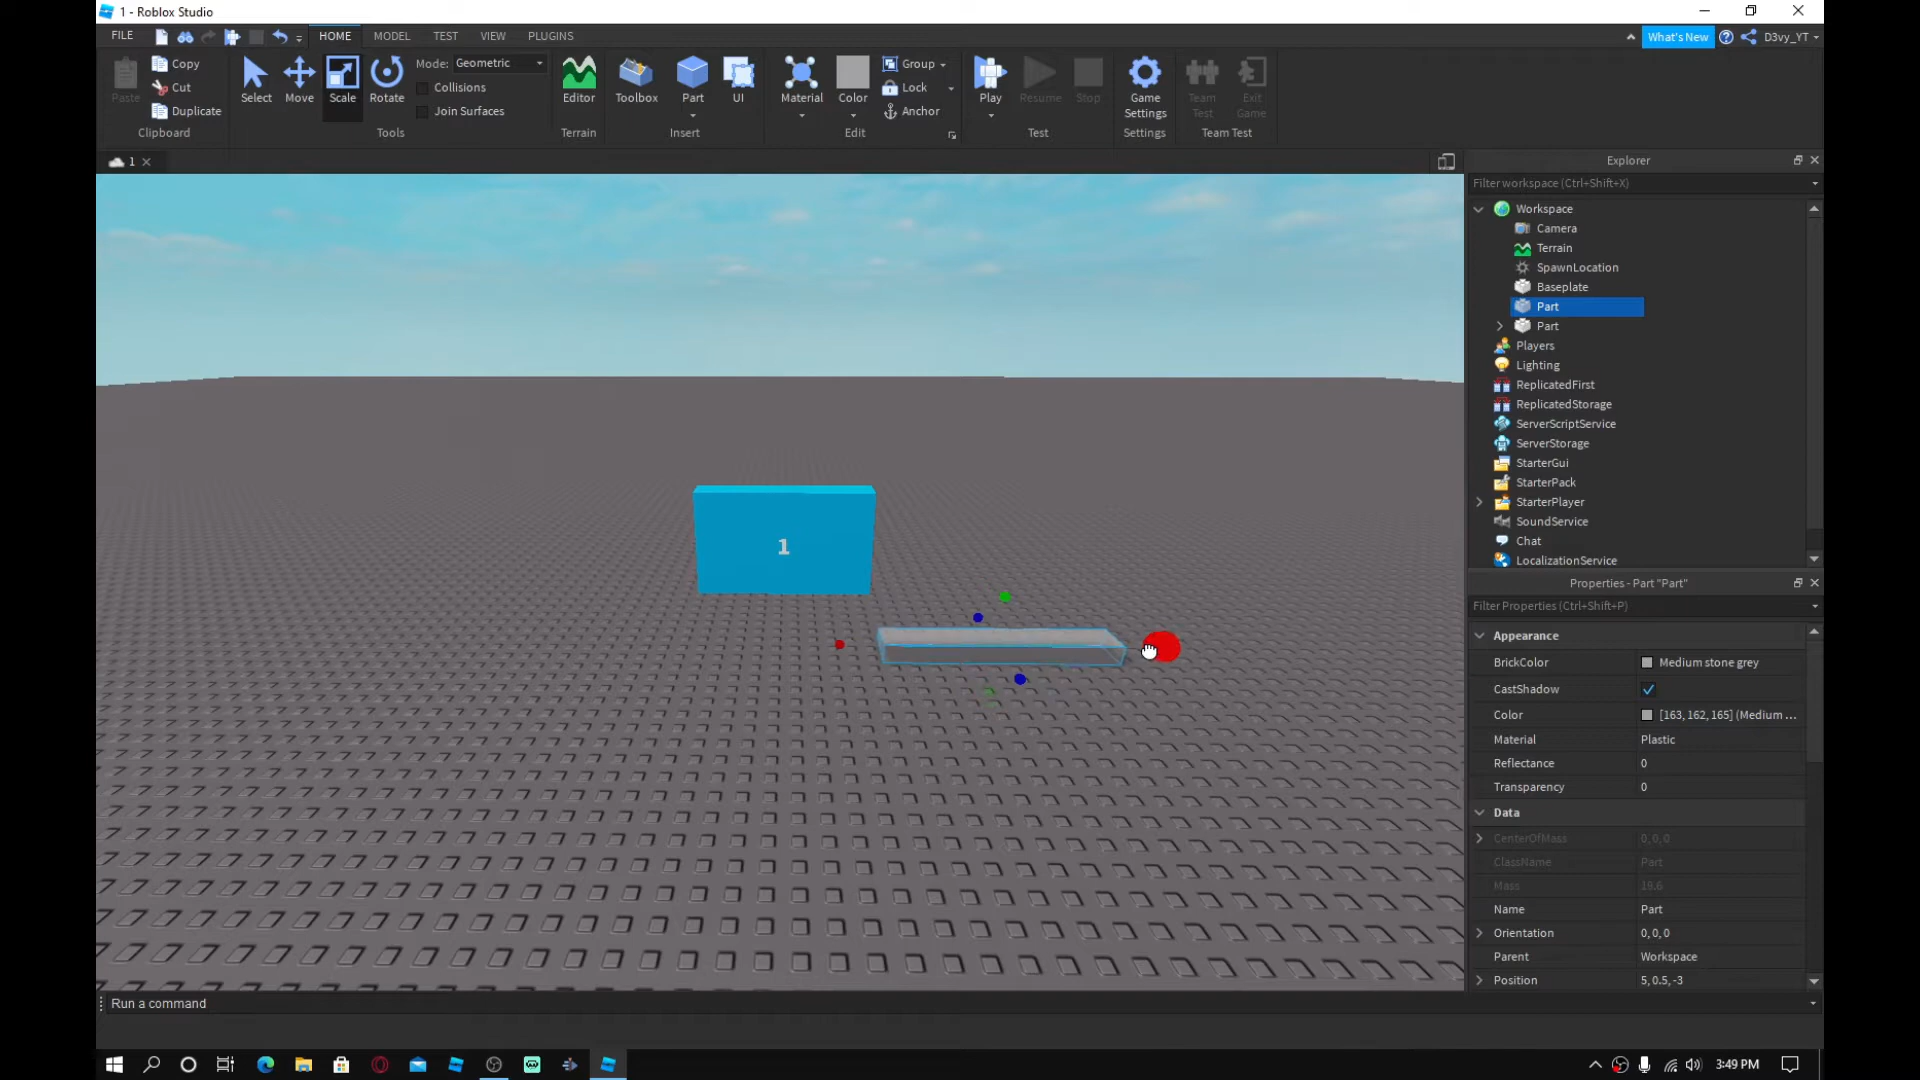 1 - Roblox Studio
FILE
HOME
MODEL
TEST
VIEW
PLUGINS
What's New
D3vy_YT
Paste
Copy
Cut
Duplicate
Clipboard
Select
Move
Scale
Rotate
Mode: Geometric
Collisions
Join Surfaces
Tools
Editor
Terrain
Toolbox
Part
UI
Insert
Material
Color
Group
Lock
Anchor
Edit
Play
Resume
Stop
Test
Game Settings
Settings
Team Test
Exit Game
Team Test
1
Explorer
Filter workspace (Ctrl+Shift+X)
Workspace
Camera
Terrain
SpawnLocation
Baseplate
Part
Part
Players
Lighting
ReplicatedFirst
ReplicatedStorage
ServerScriptService
ServerStorage
StarterGui
StarterPack
StarterPlayer
SoundService
Chat
LocalizationService
1
Properties - Part "Part"
Filter Properties (Ctrl+Shift+P)
Appearance
BrickColor Medium stone grey
CastShadow
Color [163, 162, 165] (Medium ...
Material Plastic
Reflectance 0
Transparency 0
Data
CenterOfMass 0, 0, 0
ClassName Part
Mass 19.6
Name Part
Orientation 0, 0, 0
Parent Workspace
Position 5, 0.5, -3
Run a command
3:49 PM